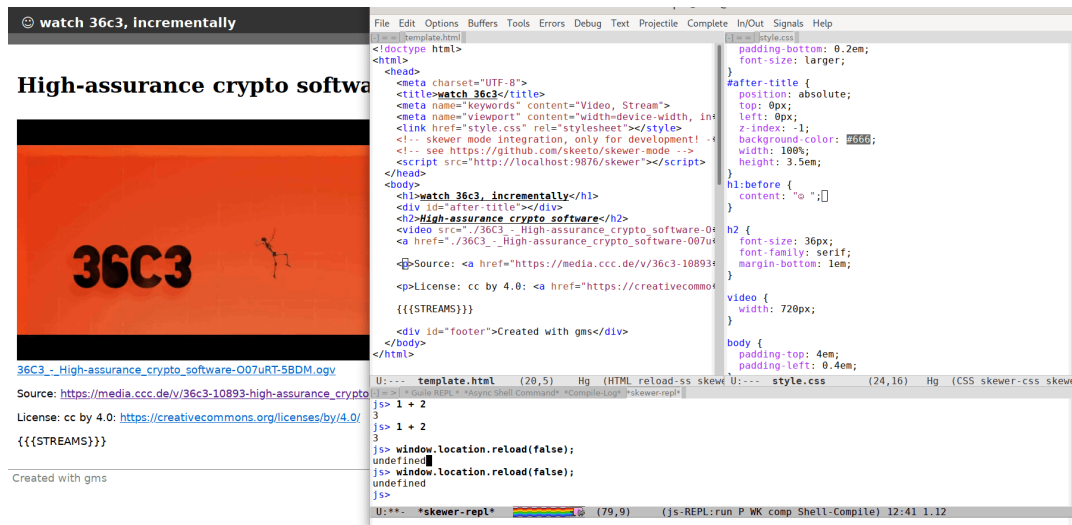 ☺ watch 36c3, incrementally
High-assurance crypto softwa
36C3
36C3_-_High-assurance_crypto_software-O07uRT-5BDM.ogv
Source: https://media.ccc.de/v/36c3-10893-high-assurance_crypto
License: cc by 4.0: https://creativecommons.org/licenses/by/4.0/
{{{STREAMS}}}
Created with gms
File Edit Options Buffers Tools Errors Debug Text Projectile Complete In/Out Signals Help
template.html
<!doctype html>
<html>
<head>
<meta charset="UTF-8">
<title>watch 36c3</title>
<meta name="keywords" content="Video, Stream">
<meta name="viewport" content="width=device-width, in
<link href="style.css" rel="stylesheet"></style>
<!-- skewer mode integration, only for development! -
<!-- see https://github.com/skeeto/skewer-mode -->
<script src="http://localhost:9876/skewer"></script>
</head>
<body>
<h1>watch 36c3, incrementally</h1>
<div id="after-title"></div>
<h2>High-assurance crypto software</h2>
<video src="./36C3_-_High-assurance_crypto_software-O
<a href="./36C3_-_High-assurance_crypto_software-O07u
<p>Source: <a href="https://media.ccc.de/v/36c3-10893
<p>License: cc by 4.0: <a href="https://creativecommo
{{{STREAMS}}}
<div id="footer">Created with gms</div>
</body>
</html>
U:--- template.html (20,5) Hg (HTML reload-ss skewe
style.css
padding-bottom: 0.2em;
font-size: larger;
}
#after-title {
position: absolute;
top: 0px;
left: 0px;
z-index: -1;
background-color: #666;
width: 100%;
height: 3.5em;
}
h1:before {
content: "☺ ";
}
h2 {
font-size: 36px;
font-family: serif;
margin-bottom: 1em;
}
video {
width: 720px;
}
body {
padding-top: 4em;
padding-left: 0.4em;
U:--- style.css (24,16) Hg (CSS skewer-css skewe
[-] = > * Guile REPL * *Async Shell Command* *Compile-Log* *skewer-repl*
js> 1 + 2
3
js> 1 + 2
3
js> window.location.reload(false);
undefined
js> window.location.reload(false);
undefined
js>
U:**- *skewer-repl* (79,9) (js-REPL:run P WK comp Shell-Compile) 12:41 1.12